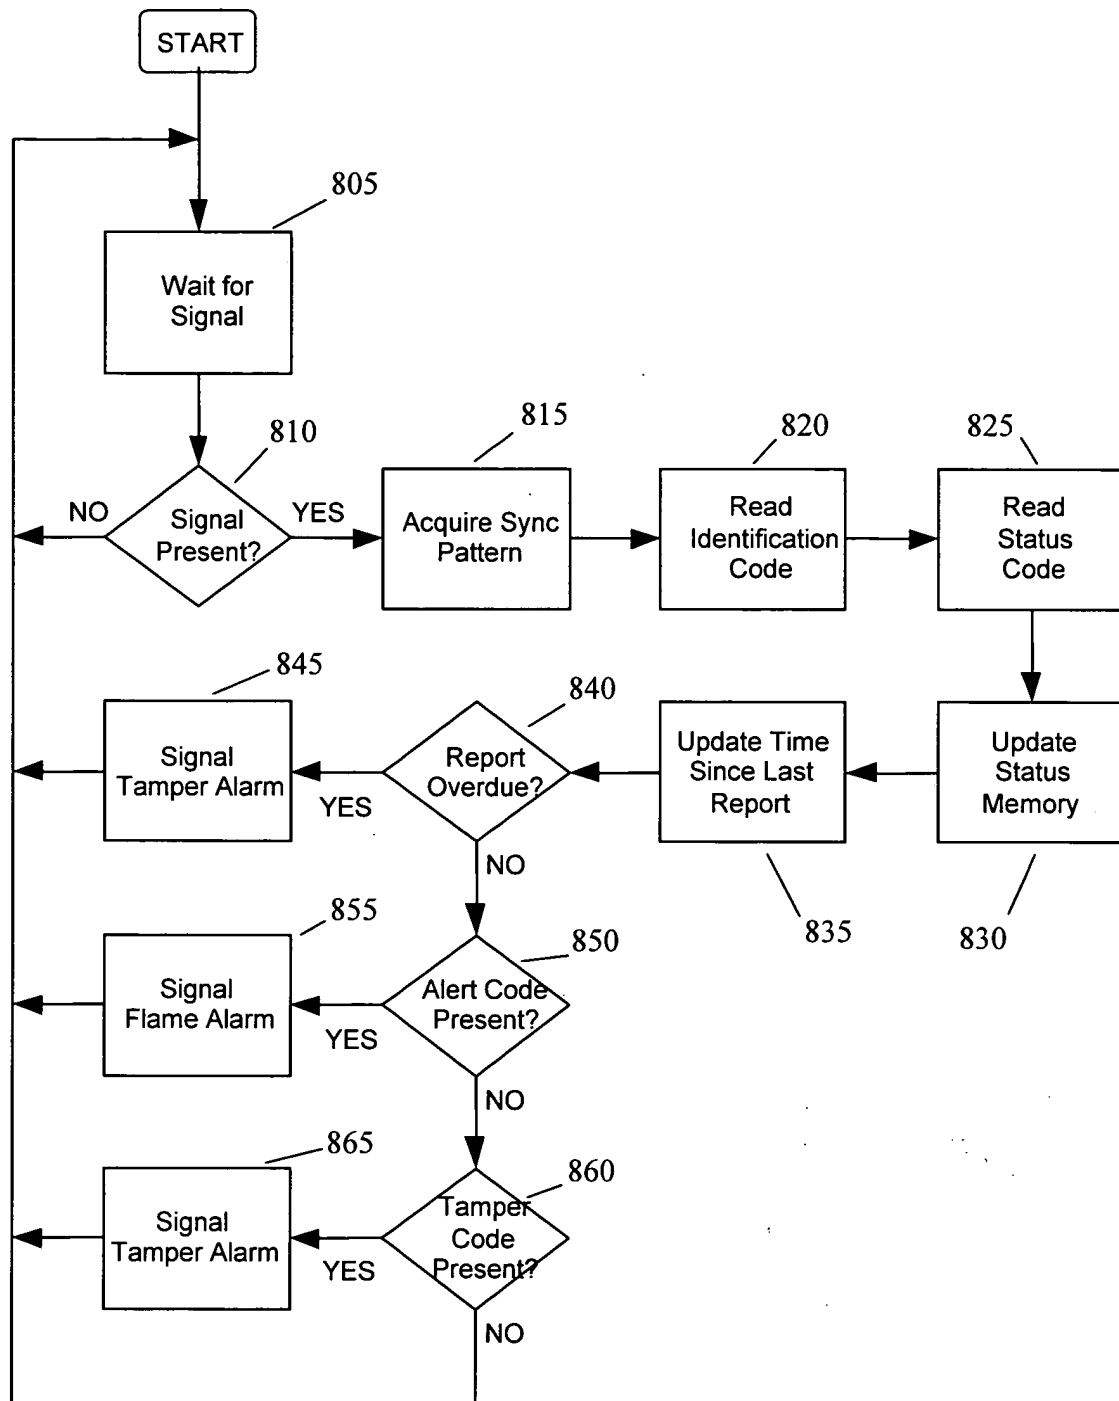 START
805
Wait for
Signal
810
NO
Signal
Present?
YES
815
Acquire Sync
Pattern
820
Read
Identification
Code
825
Read
Status
Code
830
Update
Status
Memory
835
Update Time
Since Last
Report
840
Report
Overdue?
YES
NO
845
Signal
Tamper Alarm
850
Alert Code
Present?
YES
NO
855
Signal
Flame Alarm
860
Tamper
Code
Present?
YES
NO
865
Signal
Tamper Alarm